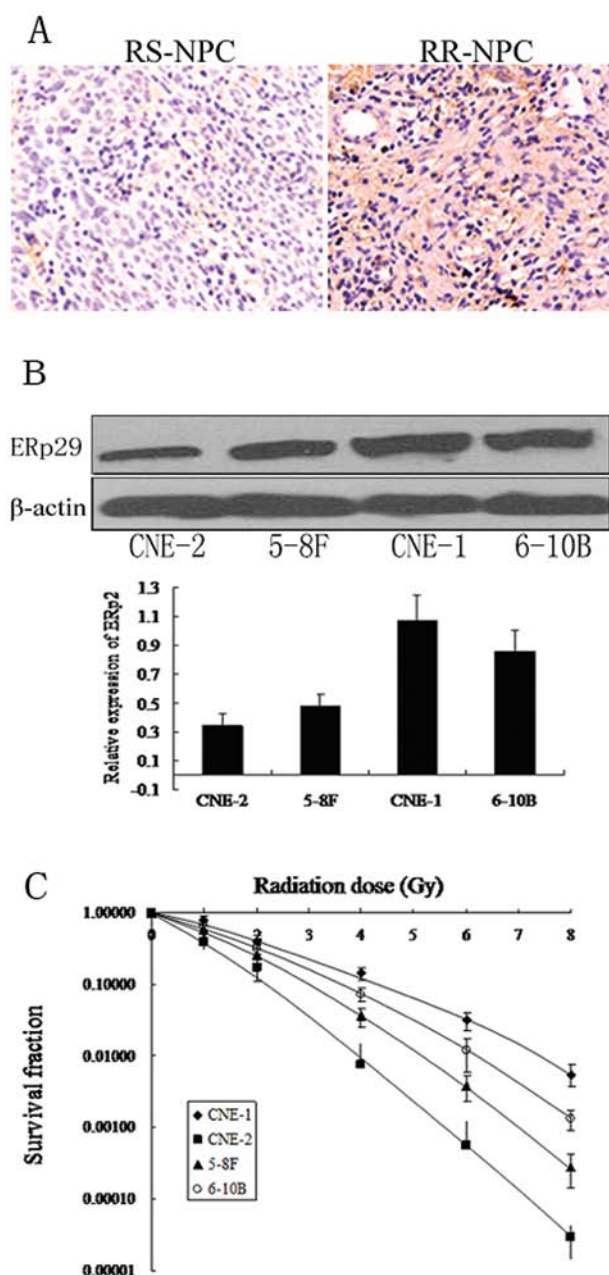 A
RS-NPC RR-NPC
B
ERp29
β-actin
CNE-2 5-8F CNE-1 6-10B
Relative expression of ERp2
1.3
1.1
0.9
0.7
0.5
0.3
0.1
-0.1
CNE-2 5-8F CNE-1 6-10B
C
Radiation dose (Gy)
Survival fraction
1.00000
0.10000
0.01000
0.00100
0.00010
0.00001
0 1 2 3 4 5 6 7 8
CNE-1
CNE-2
5-8F
6-10B